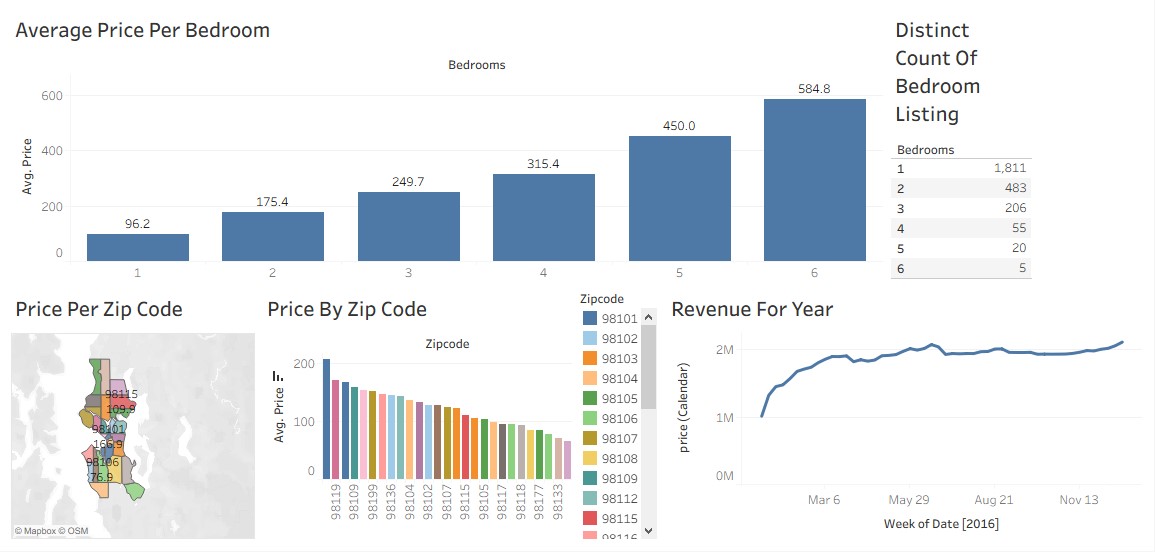 Average Price Per Bedroom
Bedrooms
Avg. Price
600
400
200
0
96.2
175.4
249.7
315.4
450.0
584.8
1
2
3
4
5
6
Distinct
Count Of
Bedroom
Listing
Bedrooms
1 1,811
2 483
3 206
4 55
5 20
6 5
Price Per Zip Code
98115
109.9
98101
98106
76.9
© Mapbox © OSM
Price By Zip Code
Zipcode
Avg. Price
200
100
0
98119
98109
98199
98136
98104
98102
98107
98115
98105
98117
98118
98177
98133
Zipcode
98101
98102
98103
98104
98105
98106
98107
98108
98109
98112
98115
98116
Revenue For Year
price (Calendar)
2M
1M
0M
Mar 6
May 29
Aug 21
Nov 13
Week of Date [2016]